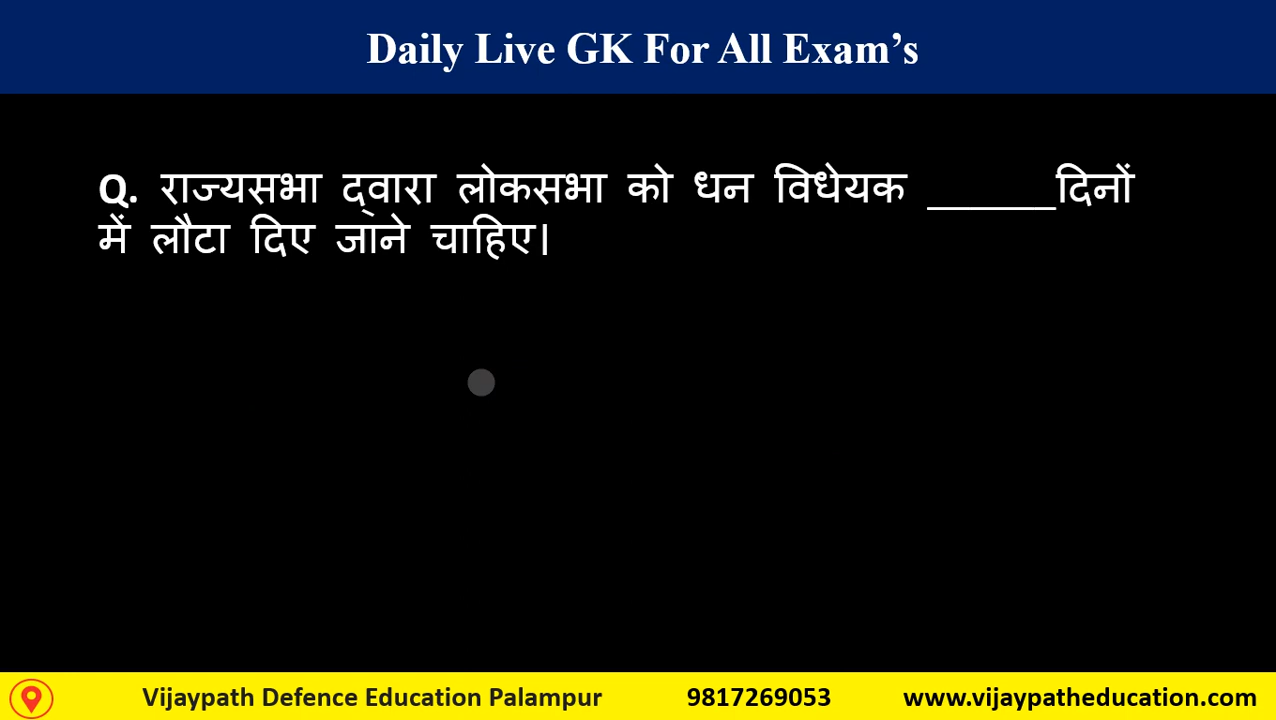 Daily Live GK For All Exam’s
Q. राज्यसभा द्वारा लोकसभा को धन विधेयक ______दिनों
में लौटा दिए जाने चाहिए।
Vijaypath Defence Education Palampur 9817269053 www.vijaypatheducation.com